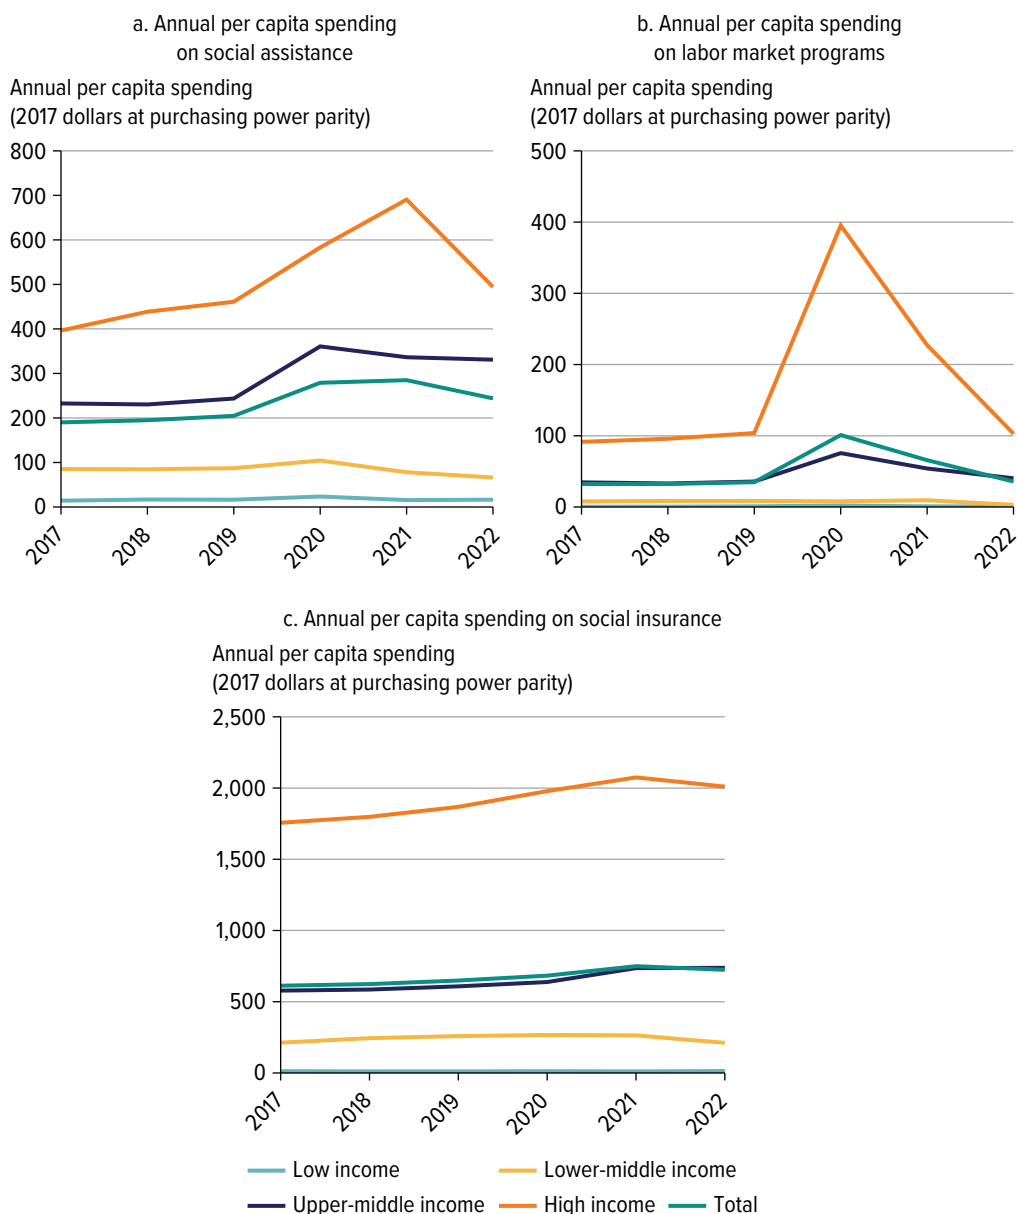 a. Annual per capita spending
on social assistance
Annual per capita spending
(2017 dollars at purchasing power parity)
800
700
600
500
400
300
200
100
0
2017
2018
2019
2020
2021
2022
b. Annual per capita spending
on labor market programs
Annual per capita spending
(2017 dollars at purchasing power parity)
500
400
300
200
100
0
2017
2018
2019
2020
2021
2022
c. Annual per capita spending on social insurance
Annual per capita spending
(2017 dollars at purchasing power parity)
2,500
2,000
1,500
1,000
500
0
2017
2018
2019
2020
2021
2022
Low income
Lower-middle income
Upper-middle income
High income
Total